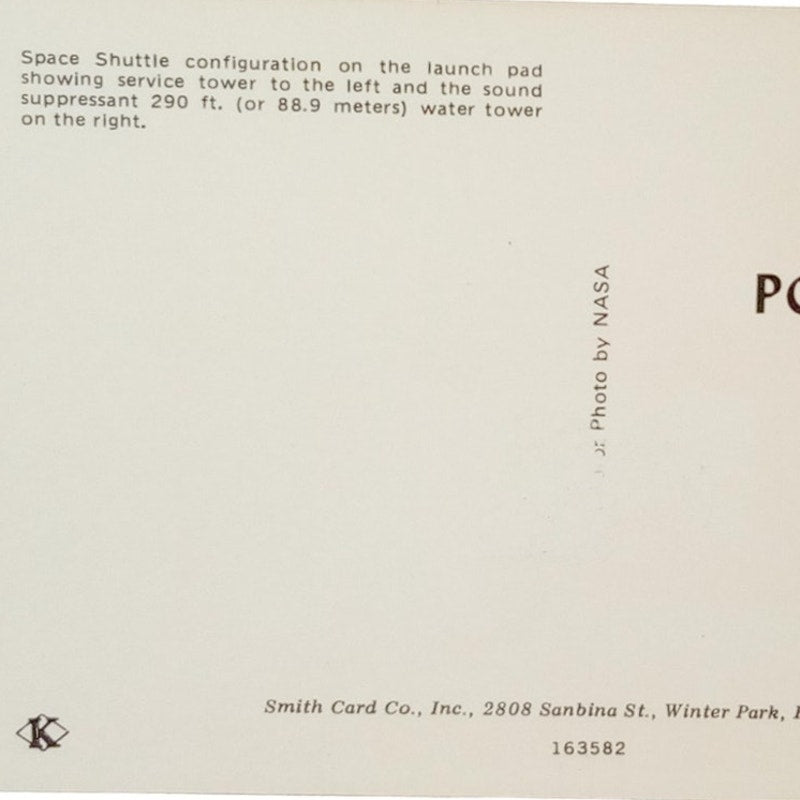 Space Shuttle configuration on the launch pad
showing service tower to the left and the sound
suppressant 290 ft. (or 88.9 meters) water tower
on the right.
Photo by NASA
Smith Card Co., Inc., 2808 Sanbina St., Winter Park,
163582
K